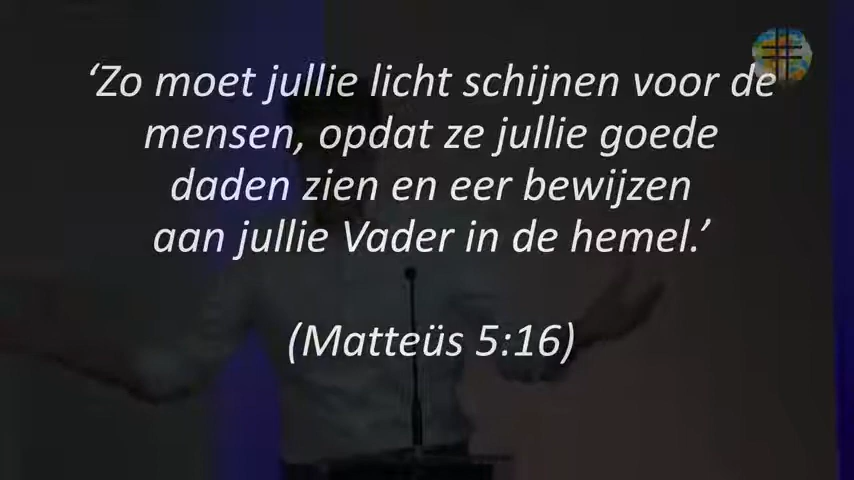 ‘Zo moet jullie licht schijnen voor de
mensen, opdat ze jullie goede
daden zien en eer bewijzen
aan jullie Vader in de hemel.’
(Matteüs 5:16)